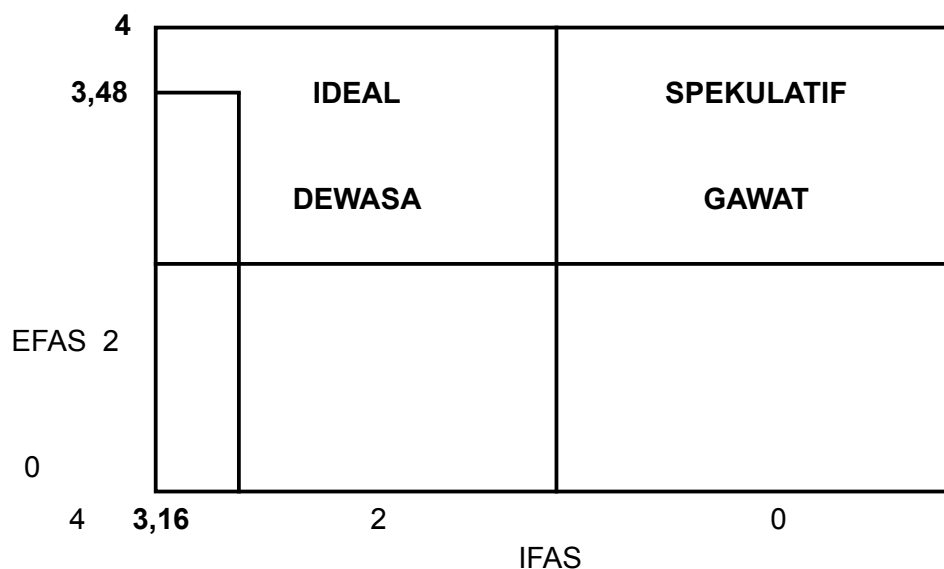 4
3,48 IDEAL SPEKULATIF
DEWASA GAWAT
EFAS 2
0
4 3,16 2 0
IFAS